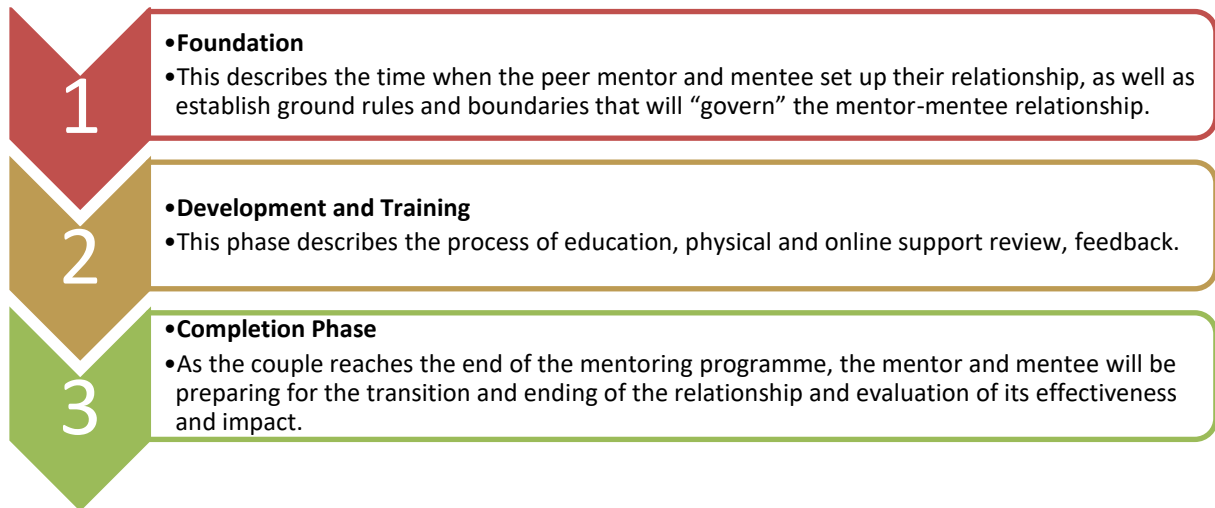 1
•Foundation
•This describes the time when the peer mentor and mentee set up their relationship, as well as
establish ground rules and boundaries that will “govern” the mentor-mentee relationship.
2
•Development and Training
•This phase describes the process of education, physical and online support review, feedback.
3
•Completion Phase
•As the couple reaches the end of the mentoring programme, the mentor and mentee will be
preparing for the transition and ending of the relationship and evaluation of its effectiveness
and impact.